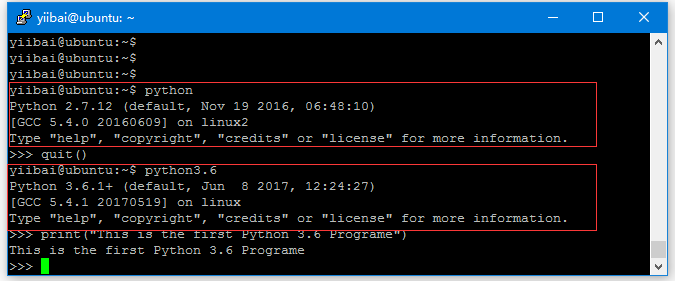 yiibai@ubuntu: ~
yiibai@ubuntu:~$
yiibai@ubuntu:~$
yiibai@ubuntu:~$
yiibai@ubuntu:~$ python
Python 2.7.12 (default, Nov 19 2016, 06:48:10)
[GCC 5.4.0 20160609] on linux2
Type "help", "copyright", "credits" or "license" for more information.
>>> quit()
yiibai@ubuntu:~$ python3.6
Python 3.6.1+ (default, Jun  8 2017, 12:24:27)
[GCC 5.4.1 20170519] on linux
Type "help", "copyright", "credits" or "license" for more information.
>>> print("This is the first Python 3.6 Programe")
This is the first Python 3.6 Programe
>>>